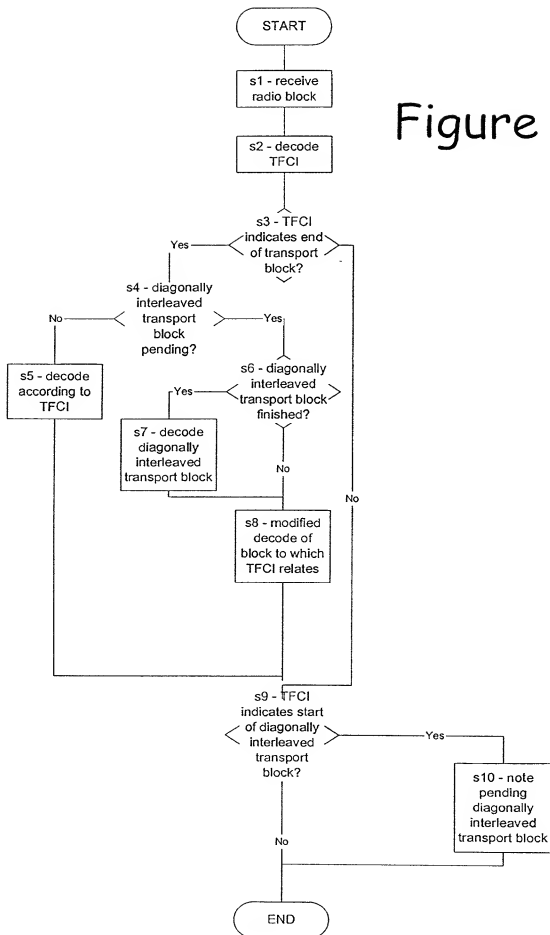 START
s1 - receive
radio block
Figure
s2 - decode
TFCI
s3 - TFCI
indicates end
of transport
block?
Yes
s4 - diagonally
interleaved
transport
block
pending?
No
Yes
s5 - decode
according to
TFCI
s6 - diagonally
interleaved
transport block
finished?
Yes
s7 - decode
diagonally
interleaved
transport block
No
No
s8 - modified
decode of
block to which
TFCI relates
s9 - TFCI
indicates start
of diagonally
interleaved
transport
block?
Yes
s10 - note
pending
diagonally
interleaved
transport block
No
END